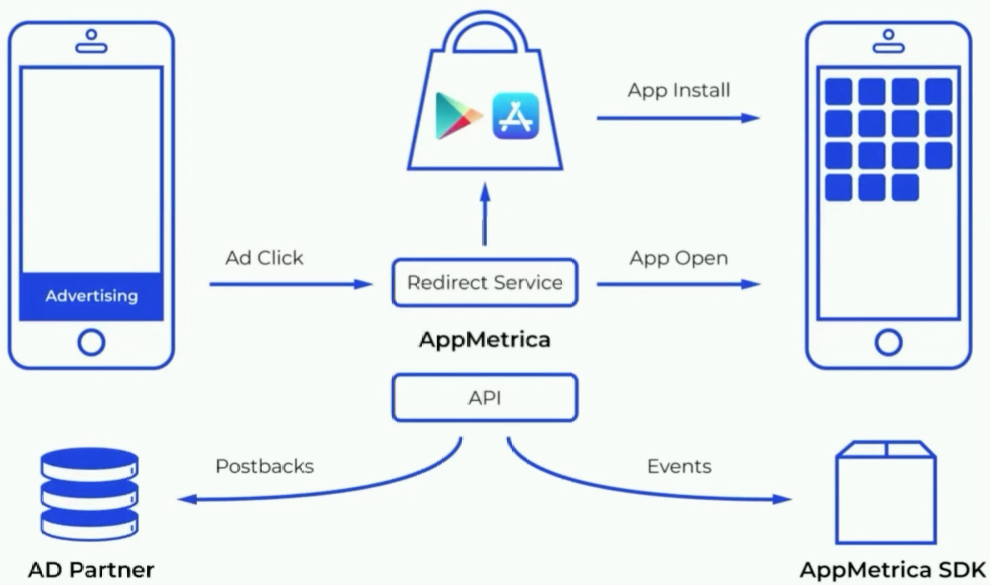 App Install
Ad Click
App Open
Advertising
Redirect Service
AppMetrica
API
Postbacks
Events
AD Partner
AppMetrica SDK